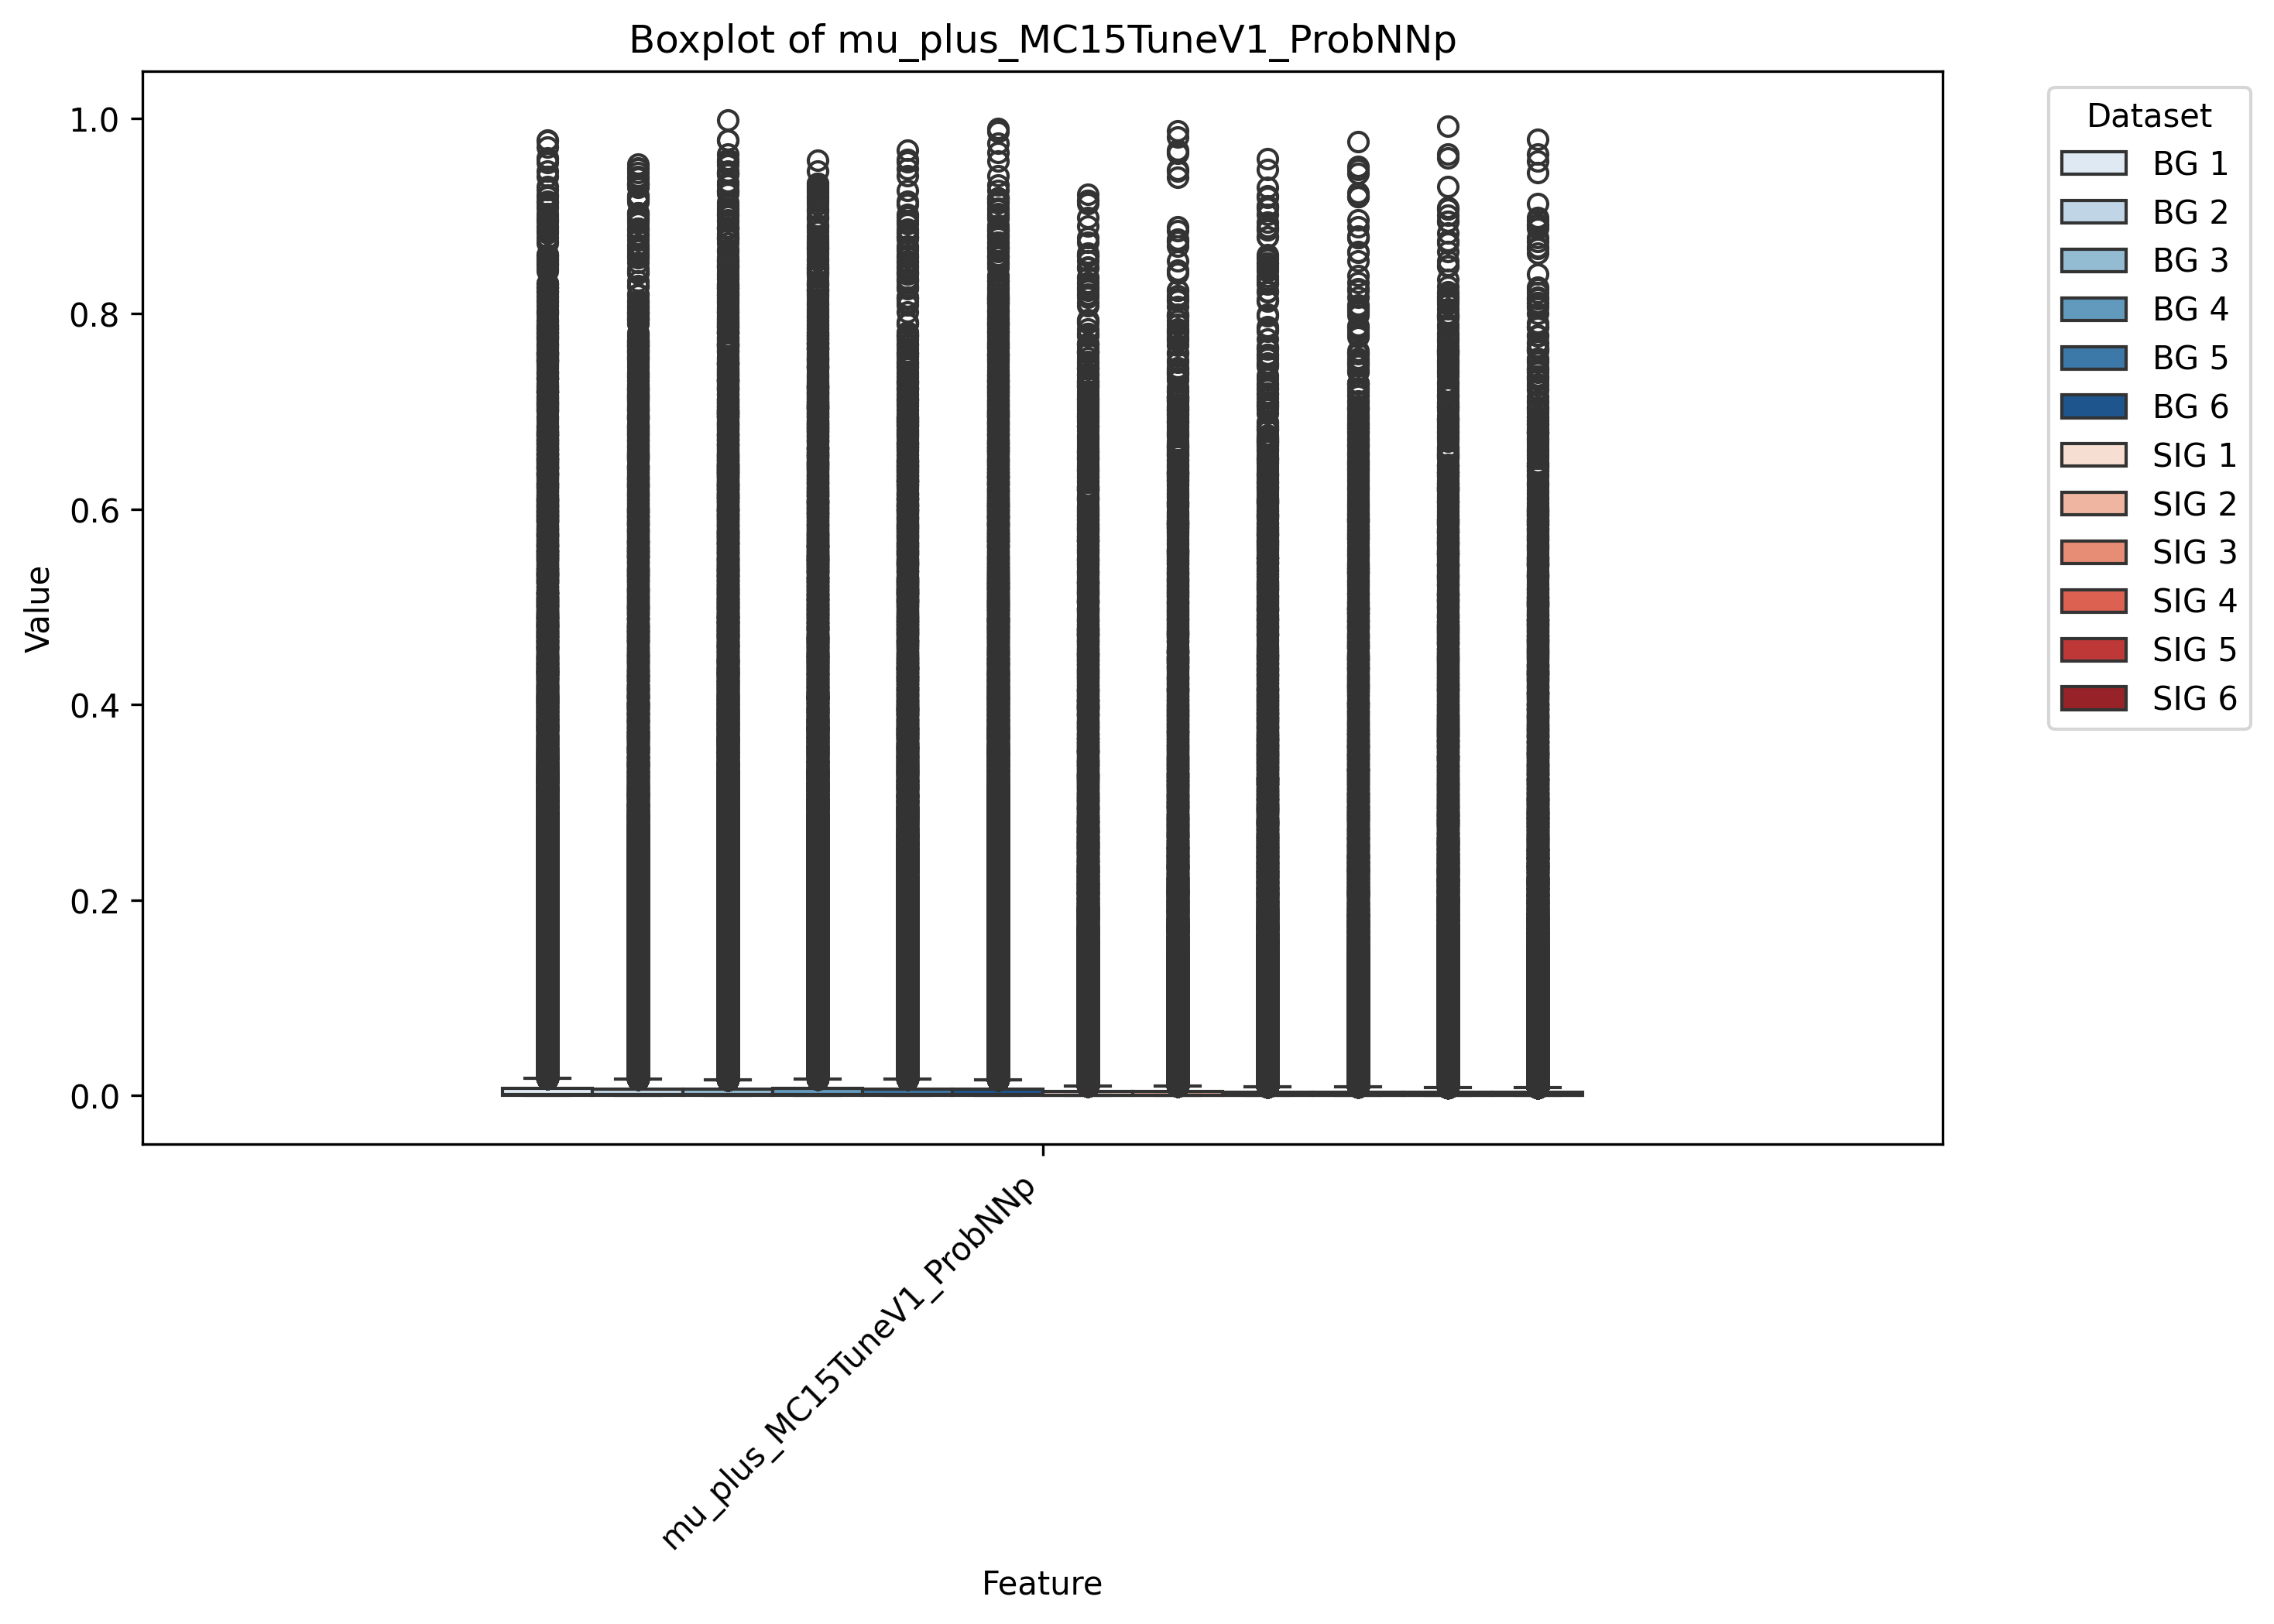 Boxplot of mu_plus_MC15TuneV1_ProbNNp
1.0
0.8
0.6
0.4
0.2
0.0
Value
mu_plus_MC15TuneV1_ProbNNp
Feature
Dataset
BG 1
BG 2
BG 3
BG 4
BG 5
BG 6
SIG 1
SIG 2
SIG 3
SIG 4
SIG 5
SIG 6